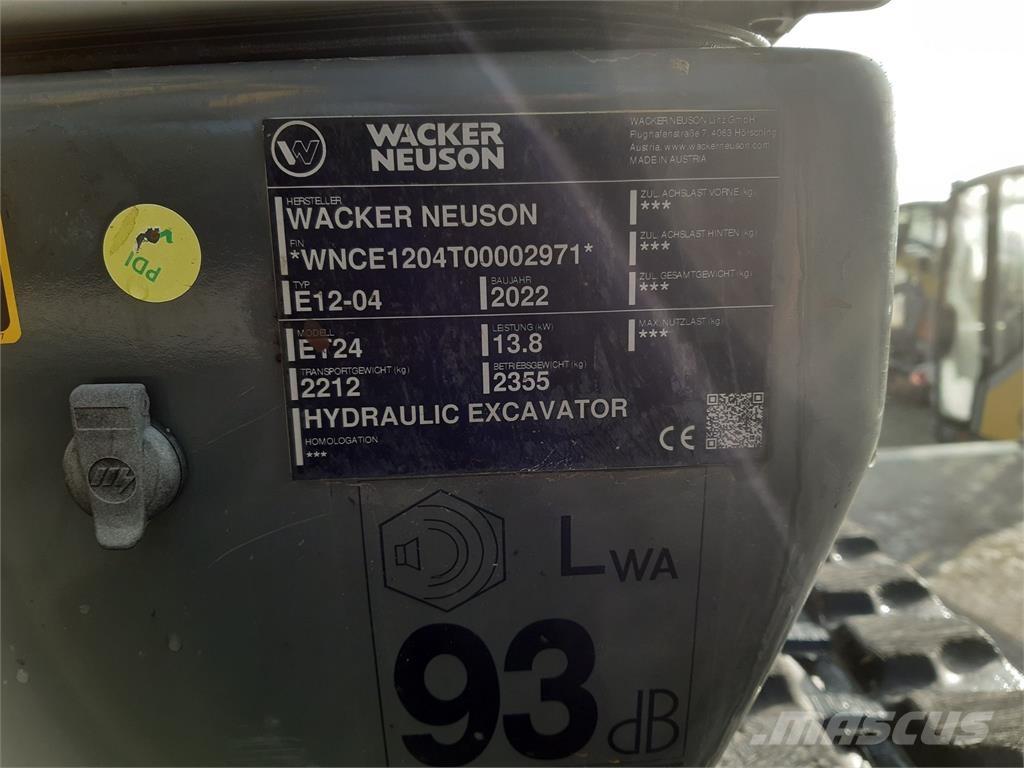 WACKER
NEUSON
WACKER NEUSON Linz GmbH
Flughafenstraße 7, 4063 Hörsching
Austria, www.wackerneuson.com
MADE IN AUSTRIA
HERSTELLER
WACKER NEUSON
FIN
*WNCE1204T00002971*
TYP
E12-04
BAUJAHR
2022
ZUL. ACHSLAST VORNE (kg)
***
ZUL. ACHSLAST HINTEN (kg)
***
ZUL. GESAMTGEWICHT (kg)
***
MODELL
ET24
LEISTUNG (kW)
13.8
MAX. NUTZLAST (kg)
***
TRANSPORTGEWICHT (kg)
2212
BETRIEBSGEWICHT (kg)
2355
HYDRAULIC EXCAVATOR
HOMOLOGATION
***
CE
PDI
LWA
93
dB
MASCUS